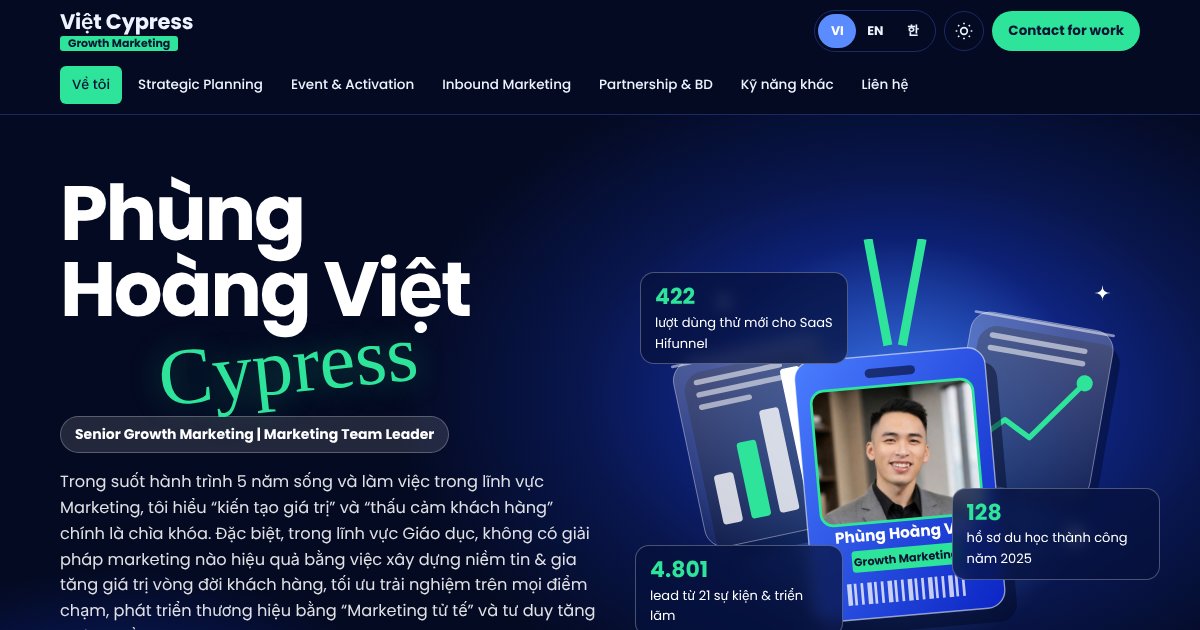 Việt Cypress
Growth Marketing
VI EN 한
Contact for work
Về tôi Strategic Planning Event & Activation Inbound Marketing Partnership & BD Kỹ năng khác Liên hệ
Phùng
Hoàng Việt
Cypress
Senior Growth Marketing | Marketing Team Leader
Trong suốt hành trình 5 năm sống và làm việc trong lĩnh vực
Marketing, tôi hiểu “kiến tạo giá trị” và “thấu cảm khách hàng”
chính là chìa khóa. Đặc biệt, trong lĩnh vực Giáo dục, không có giải
pháp marketing nào hiệu quả bằng việc xây dựng niềm tin & gia
tăng giá trị vòng đời khách hàng, tối ưu trải nghiệm trên mọi điểm
chạm, phát triển thương hiệu bằng “Marketing tử tế” và tư duy tăng
422
lượt dùng thử mới cho SaaS
Hifunnel
Phùng Hoàng V
Growth Marketing
128
hồ sơ du học thành công
năm 2025
4.801
lead từ 21 sự kiện & triển
lãm